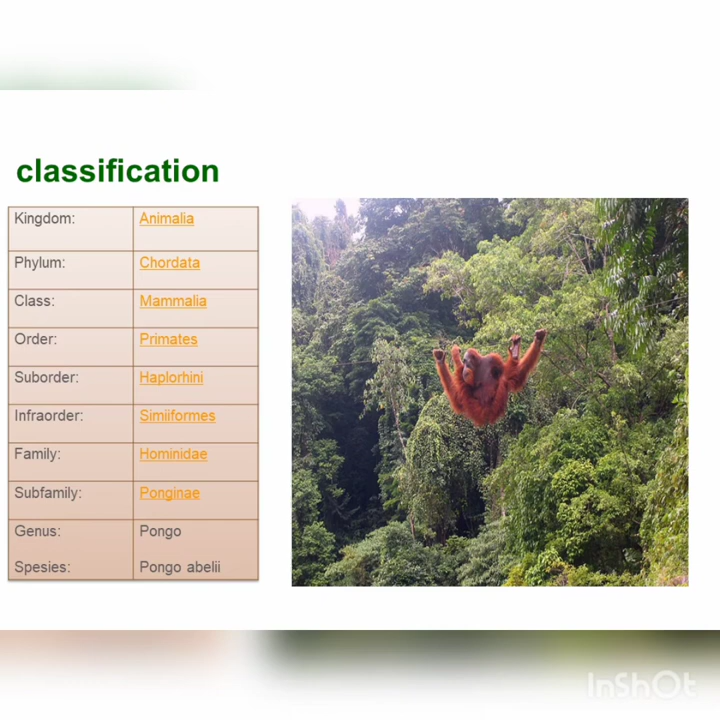 classification
Kingdom: Animalia
Phylum: Chordata
Class: Mammalia
Order: Primates
Suborder: Haplorhini
Infraorder: Simiiformes
Family: Hominidae
Subfamily: Ponginae
Genus: Pongo
Spesies: Pongo abelii
InShOt